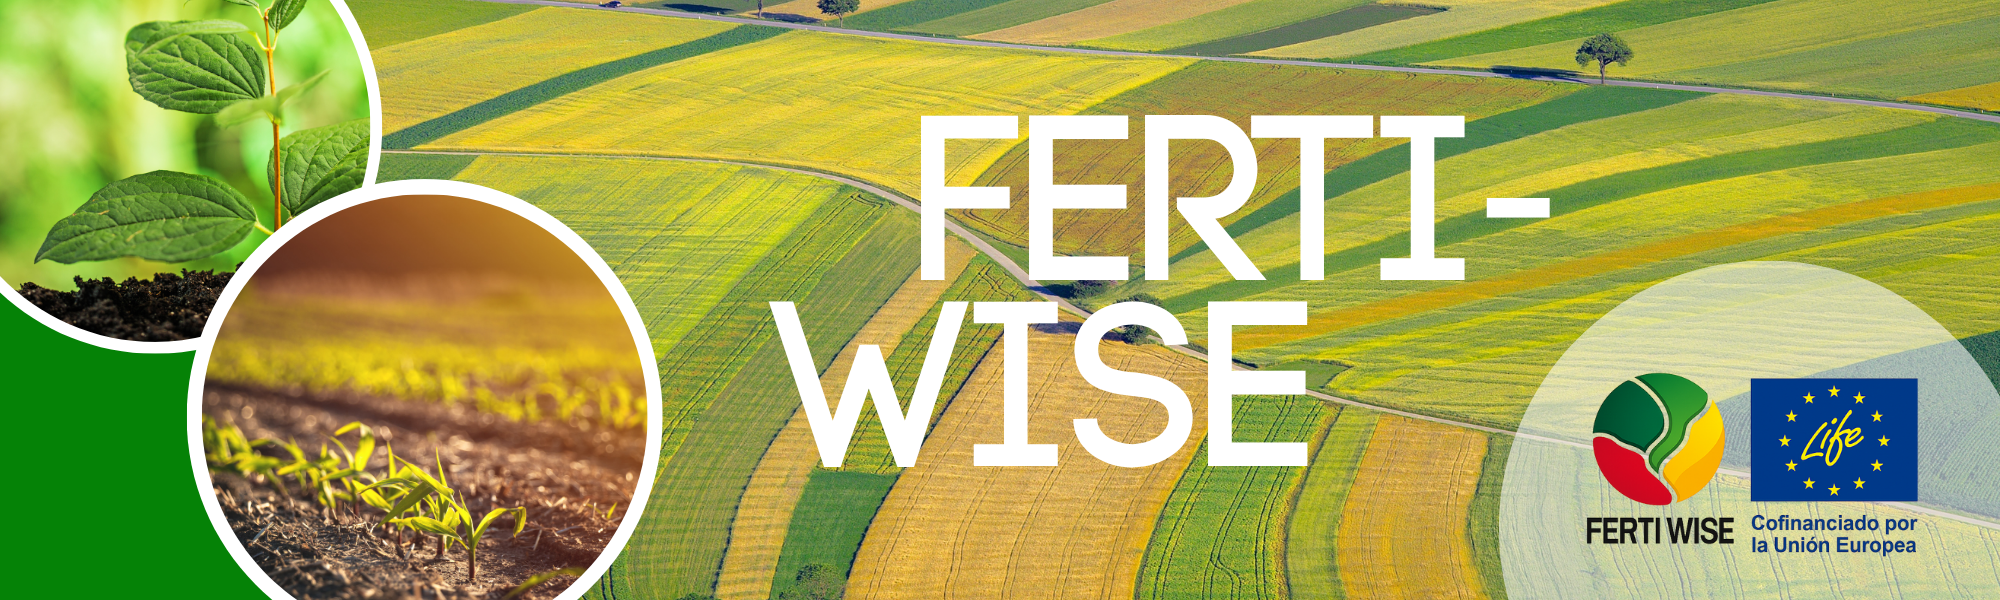 FERTI-
WISE
Life
FERTI WISE
Cofinanciado por
la Unión Europea